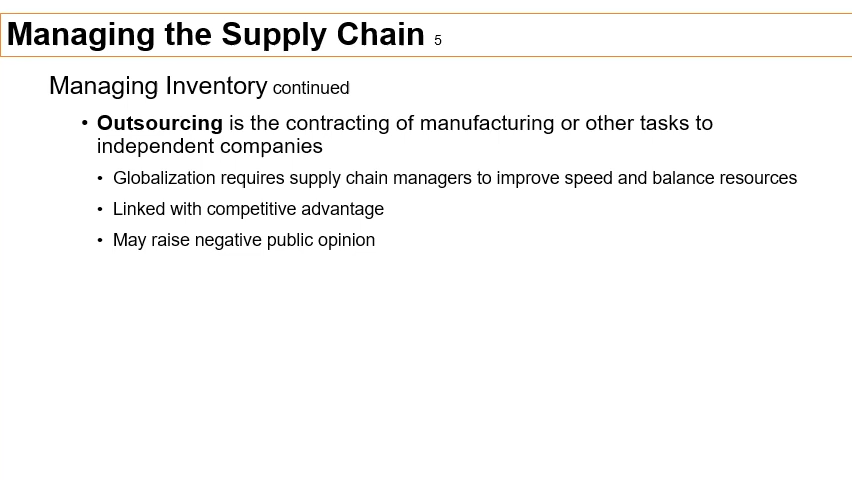 Managing the Supply Chain 5
Managing Inventory continued
• Outsourcing is the contracting of manufacturing or other tasks to
independent companies
• Globalization requires supply chain managers to improve speed and balance resources
• Linked with competitive advantage
• May raise negative public opinion